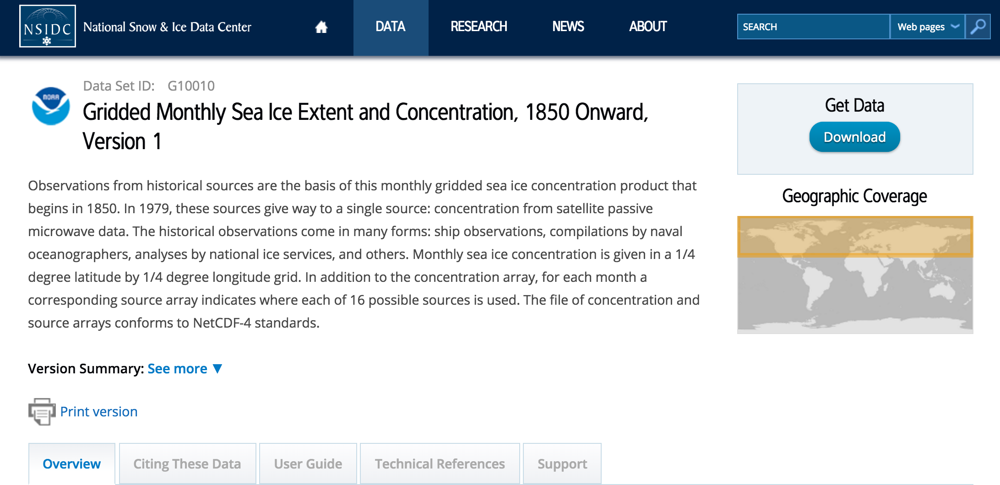 NSIDC
National Snow & Ice Data Center
DATA
RESEARCH
NEWS
ABOUT
SEARCH
Web pages
NOAA
Data Set ID: G10010
Gridded Monthly Sea Ice Extent and Concentration, 1850 Onward,
Version 1
Observations from historical sources are the basis of this monthly gridded sea ice concentration product that
begins in 1850. In 1979, these sources give way to a single source: concentration from satellite passive
microwave data. The historical observations come in many forms: ship observations, compilations by naval
oceanographers, analyses by national ice services, and others. Monthly sea ice concentration is given in a 1/4
degree latitude by 1/4 degree longitude grid. In addition to the concentration array, for each month a
corresponding source array indicates where each of 16 possible sources is used. The file of concentration and
source arrays conforms to NetCDF-4 standards.
Version Summary: See more ▼
Print version
Get Data
Download
Geographic Coverage
Overview
Citing These Data
User Guide
Technical References
Support